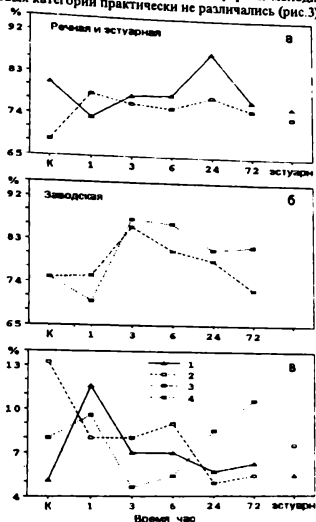 категории практически не различались (рис.3)
%
92
Речная и эстуарная
а
83
74
65
К 1 3 6 24 72 эстуарн
%
92
Заводская
б
83
74
65
К 1 3 6 24 72
%
13
1
в
2
3
4
10
7
4
К 1 3 6 24 72 эстуарн
Время час